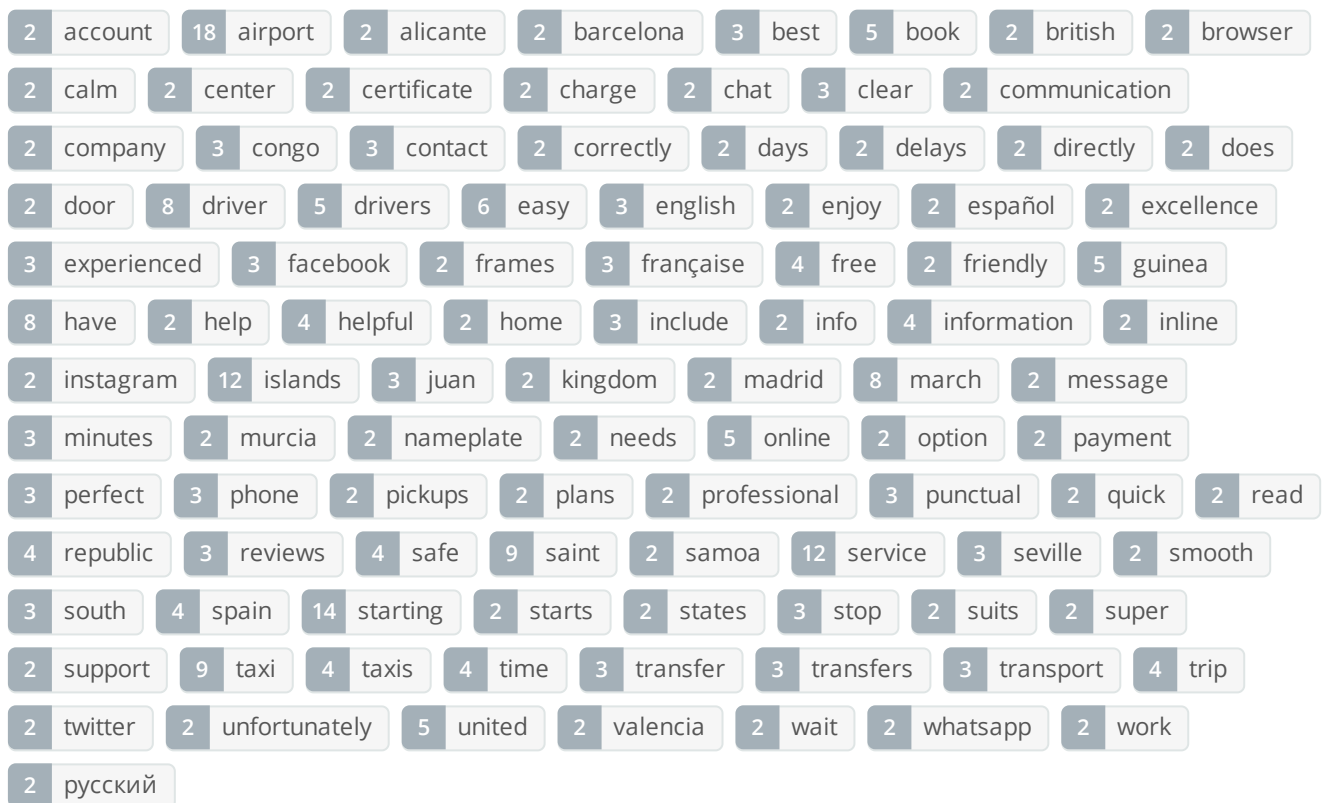 2 account 18 airport 2 alicante 2 barcelona 3 best 5 book 2 british 2 browser
2 calm 2 center 2 certificate 2 charge 2 chat 3 clear 2 communication
2 company 3 congo 3 contact 2 correctly 2 days 2 delays 2 directly 2 does
2 door 8 driver 5 drivers 6 easy 3 english 2 enjoy 2 español 2 excellence
3 experienced 3 facebook 2 frames 3 française 4 free 2 friendly 5 guinea
8 have 2 help 4 helpful 2 home 3 include 2 info 4 information 2 inline
2 instagram 12 islands 3 juan 2 kingdom 2 madrid 8 march 2 message
3 minutes 2 murcia 2 nameplate 2 needs 5 online 2 option 2 payment
3 perfect 3 phone 2 pickups 2 plans 2 professional 3 punctual 2 quick 2 read
4 republic 3 reviews 4 safe 9 saint 2 samoa 12 service 3 seville 2 smooth
3 south 4 spain 14 starting 2 starts 2 states 3 stop 2 suits 2 super
2 support 9 taxi 4 taxis 4 time 3 transfer 3 transfers 3 transport 4 trip
2 twitter 2 unfortunately 5 united 2 valencia 2 wait 2 whatsapp 2 work
2 русский